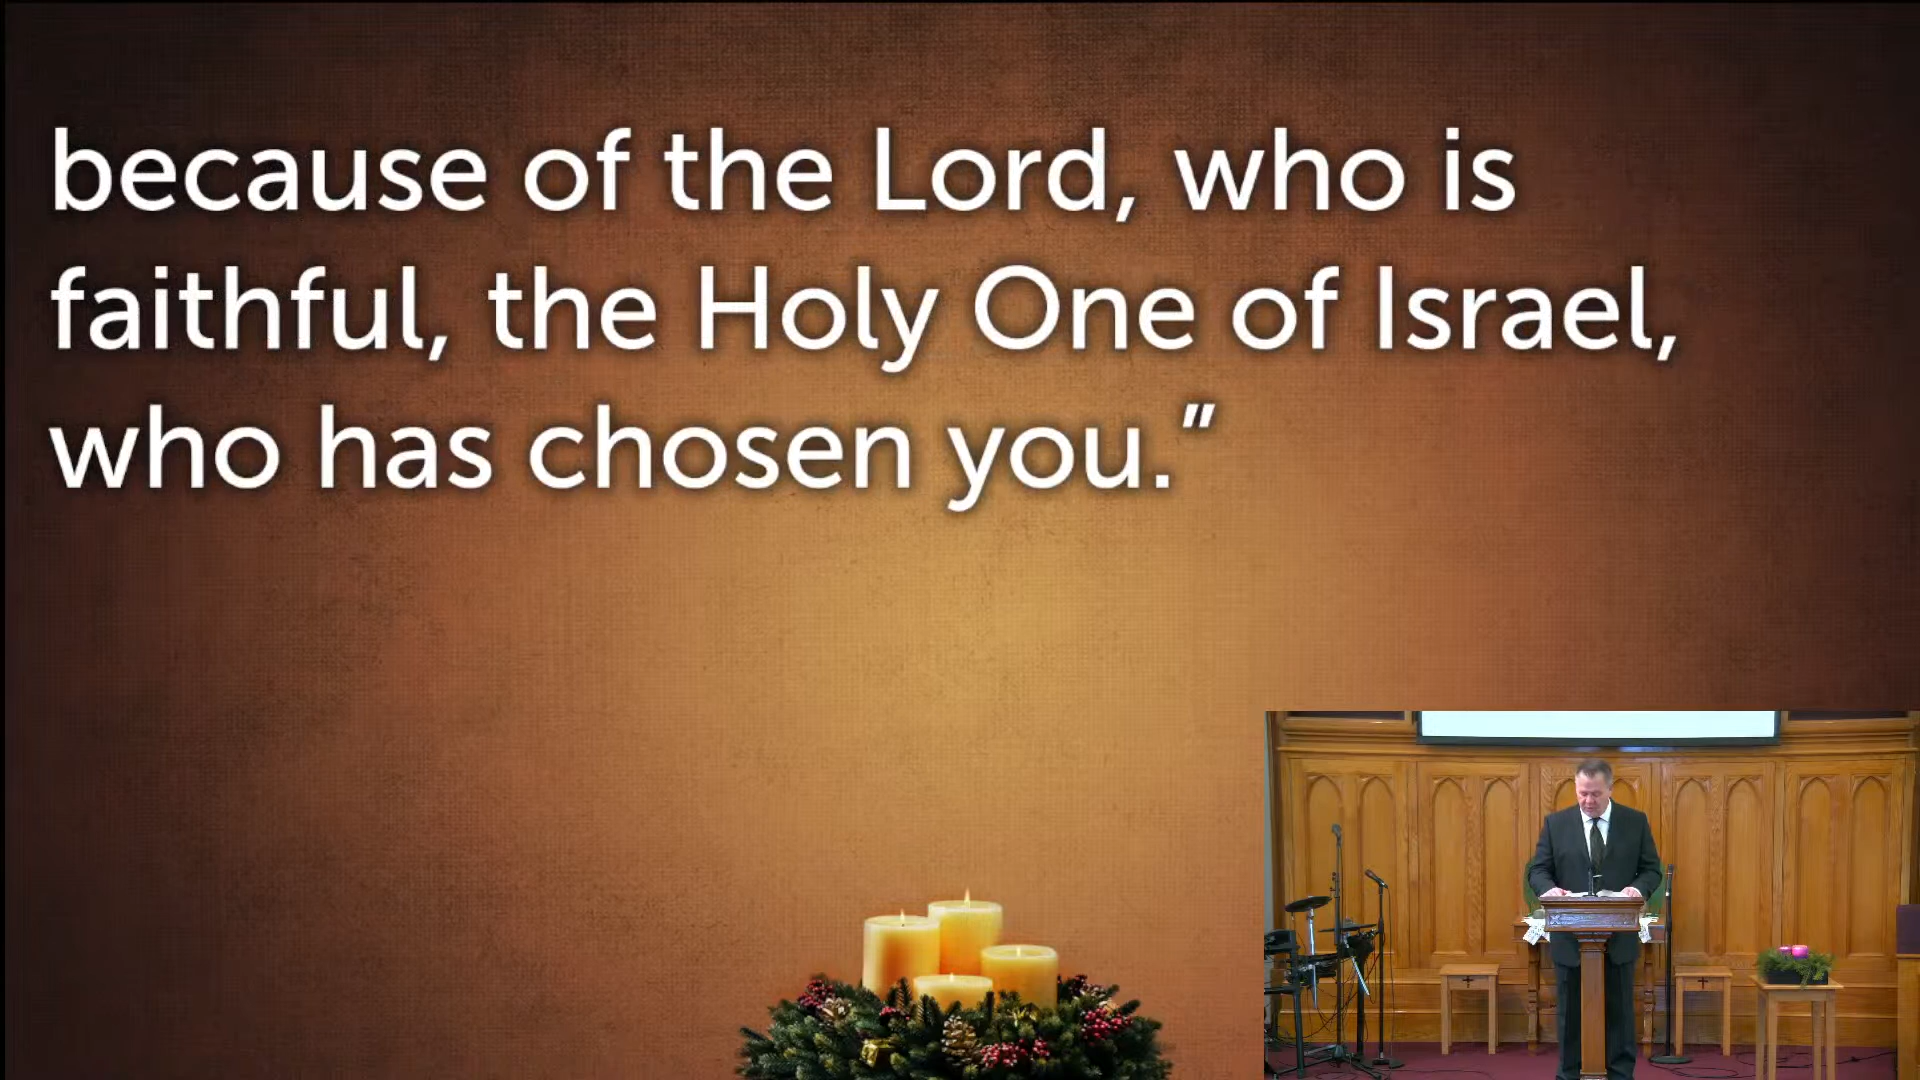 because of the Lord, who is
faithful, the Holy One of Israel,
who has chosen you.”